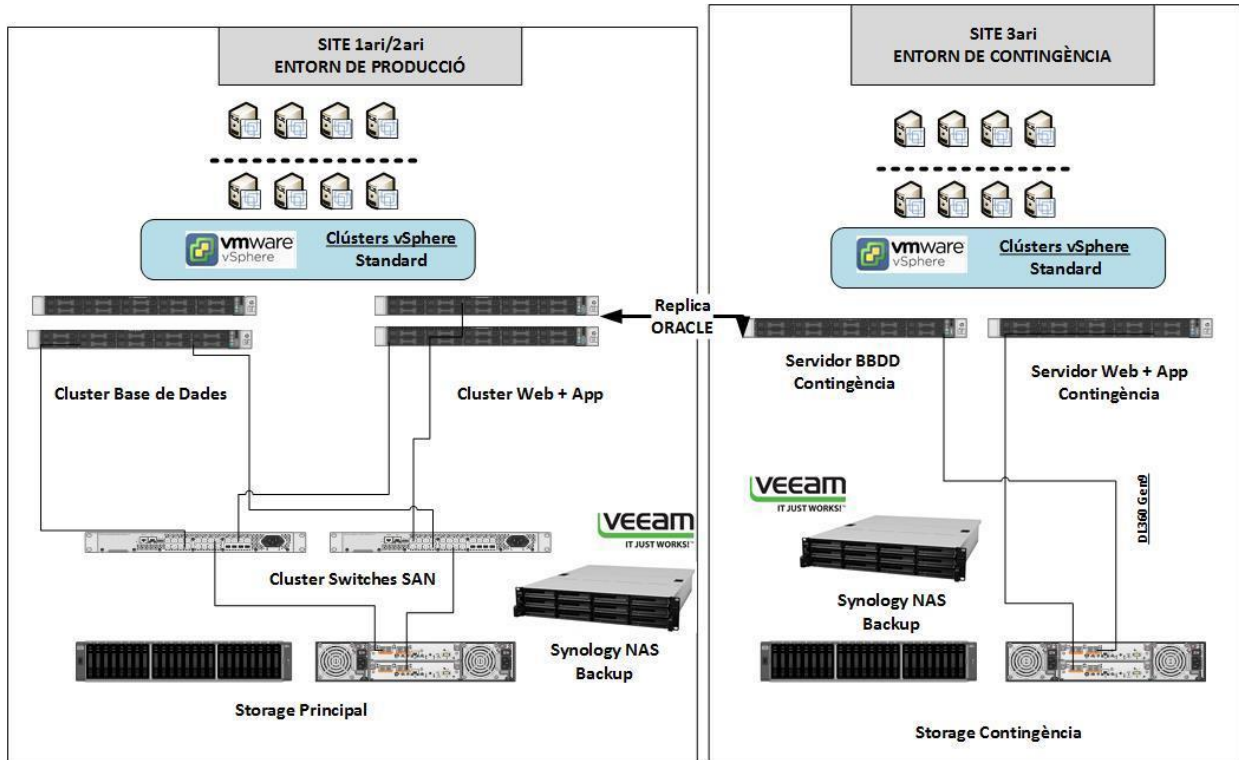 SITE 1ari/2ari
ENTORN DE PRODUCCIÓ
vmware
vSphere
Clústers vSphere
Standard
Cluster Base de Dades
Cluster Web + App
Replica
ORACLE
Cluster Switches SAN
veeam
IT JUST WORKS!™
Synology NAS
Backup
Storage Principal
SITE 3ari
ENTORN DE CONTINGÈNCIA
vmware
vSphere
Clústers vSphere
Standard
Servidor BBDD
Contingència
Servidor Web + App
Contingència
DL360 Gen9
veeam
IT JUST WORKS!™
Synology NAS
Backup
Storage Contingència